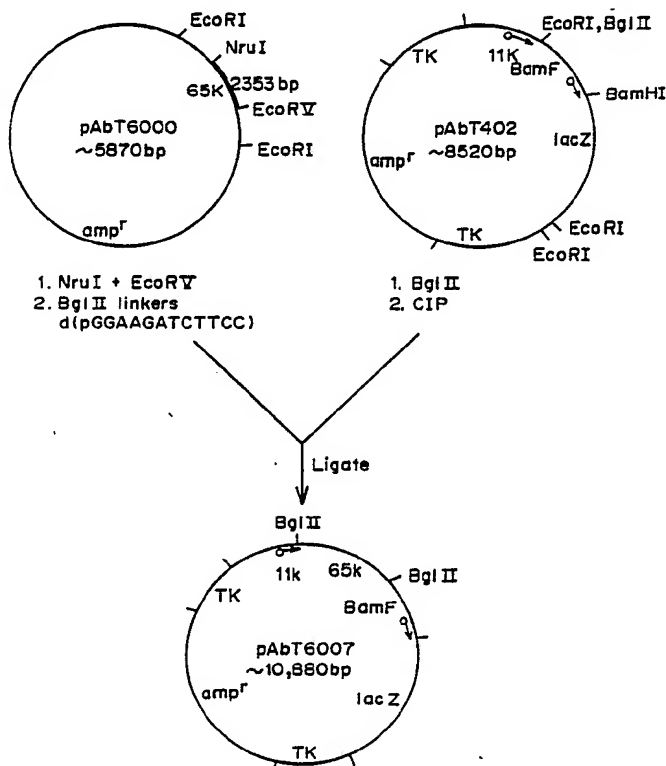 EcoRI
NruI
65K
2353 bp
EcoRV
EcoRI
pAbT6000
~5870bp
ampr
1. NruI + EcoRV
2. BglII linkers
d(pGGAAGATCTTCC)
TK
EcoRI, BglII
11K
BamF
BamHI
pAbT402
~8520bp
lacZ
ampr
EcoRI
EcoRI
TK
1. BglII
2. CIP
Ligate
BglII
11k
65k
BglII
TK
BamF
pAbT6007
~10,880bp
ampr
lacZ
TK